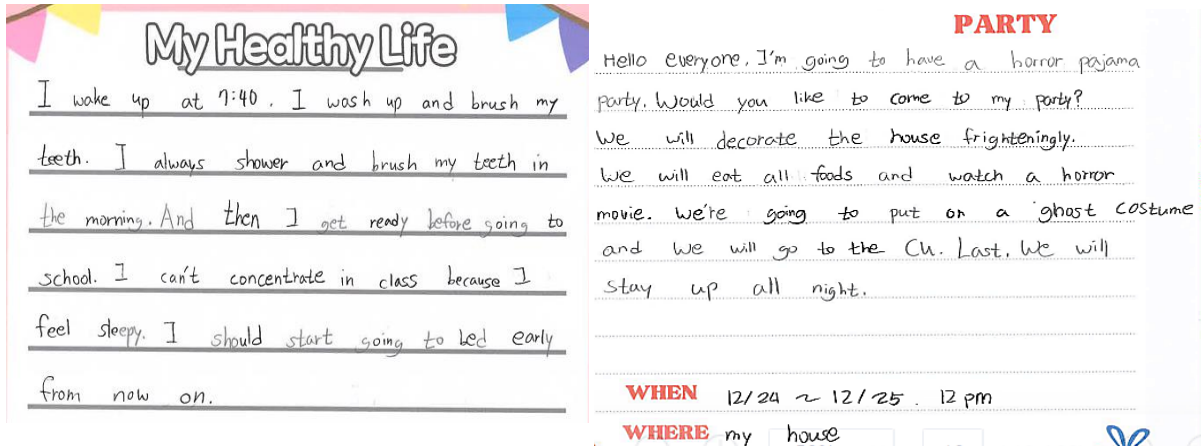 My Healthy Life
I wake up at 7:40. I wash up and brush my
teeth. I always shower and brush my teeth in
the morning. And then I get ready before going to
school. I can't concentrate in class because I
feel sleepy. I should start going to bed early
from now on.
PARTY
Hello everyone, I'm going to have a horror pajama
party. Would you like to come to my party?
We will decorate the house frighteningly.
We will eat all foods and watch a horror
movie. We're going to put on a ghost costume
and we will go to the CU. Last, We will
stay up all night.
WHEN 12/24 ~ 12/25. 12 pm
WHERE my house